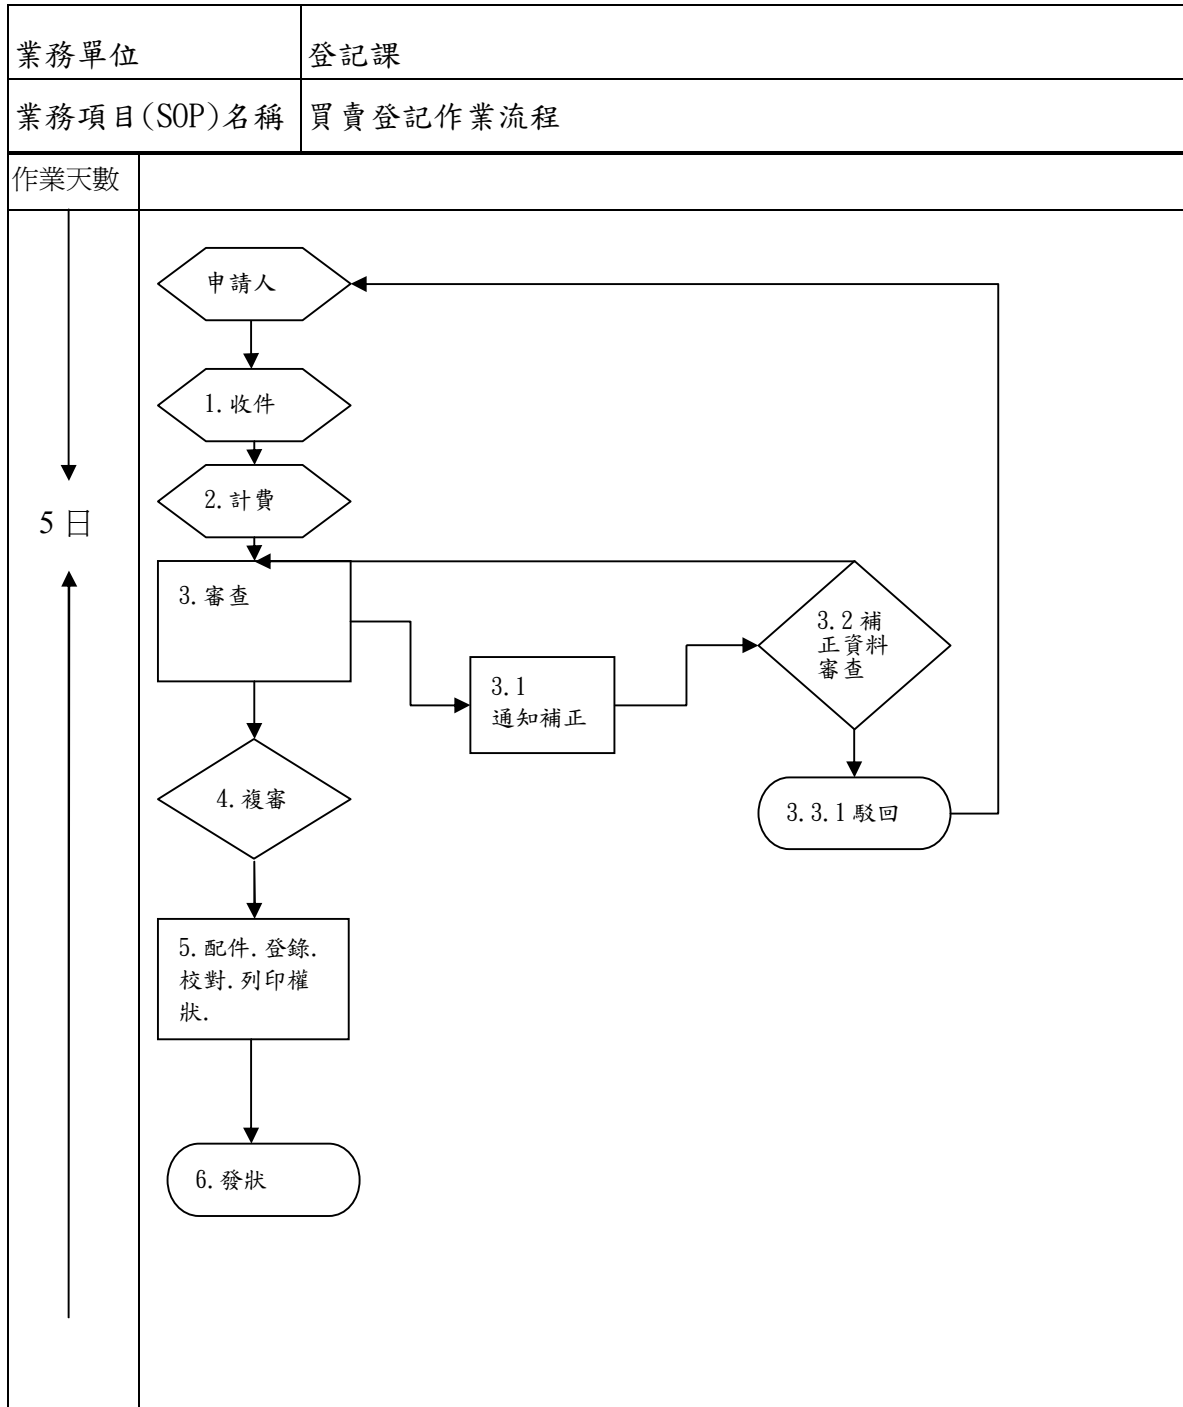 業務單位
登記課
業務項目(SOP)名稱
買賣登記作業流程
作業天數
5 日
申請人
1.收件
2.計費
3.審查
3.1
通知補正
3.2 補
正資料
審查
3.3.1 駁回
4.複審
5.配件.登錄.
校對.列印權
狀.
6.發狀